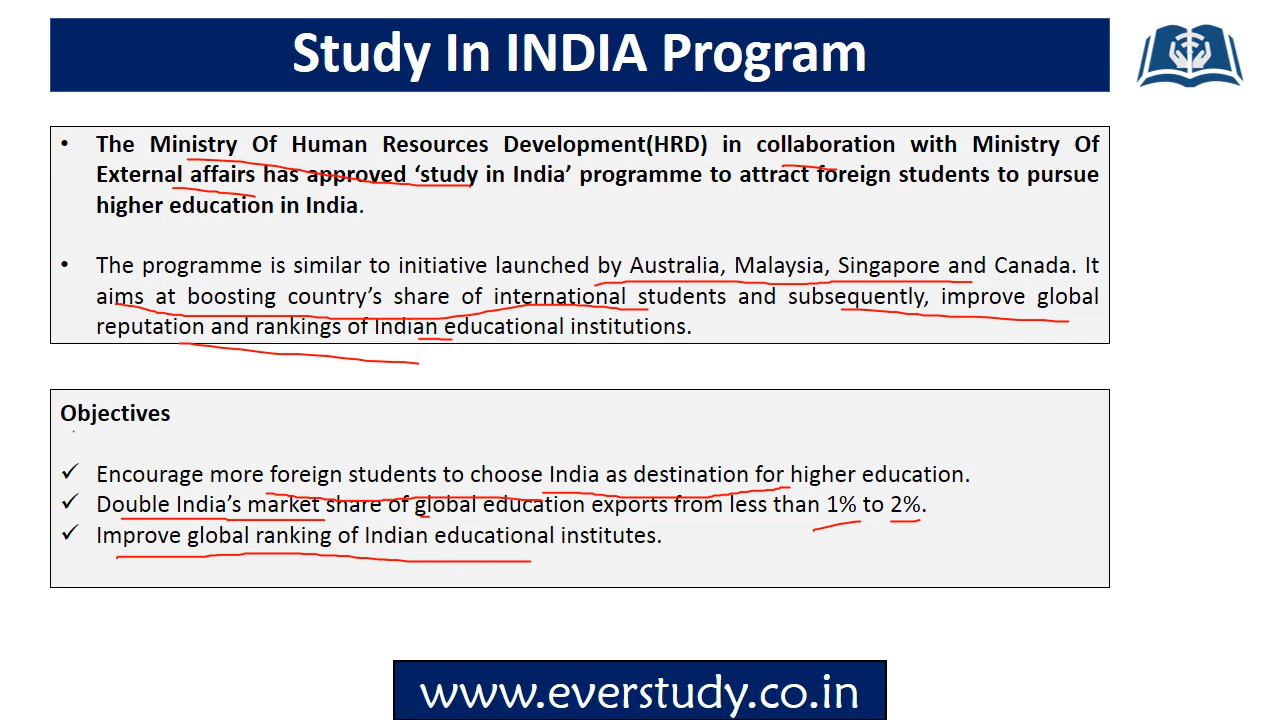 Study In INDIA Program
• The Ministry Of Human Resources Development(HRD) in collaboration with Ministry Of
External affairs has approved ‘study in India’ programme to attract foreign students to pursue
higher education in India.
• The programme is similar to initiative launched by Australia, Malaysia, Singapore and Canada. It
aims at boosting country’s share of international students and subsequently, improve global
reputation and rankings of Indian educational institutions.
Objectives
✓ Encourage more foreign students to choose India as destination for higher education.
✓ Double India’s market share of global education exports from less than 1% to 2%.
✓ Improve global ranking of Indian educational institutes.
www.everstudy.co.in